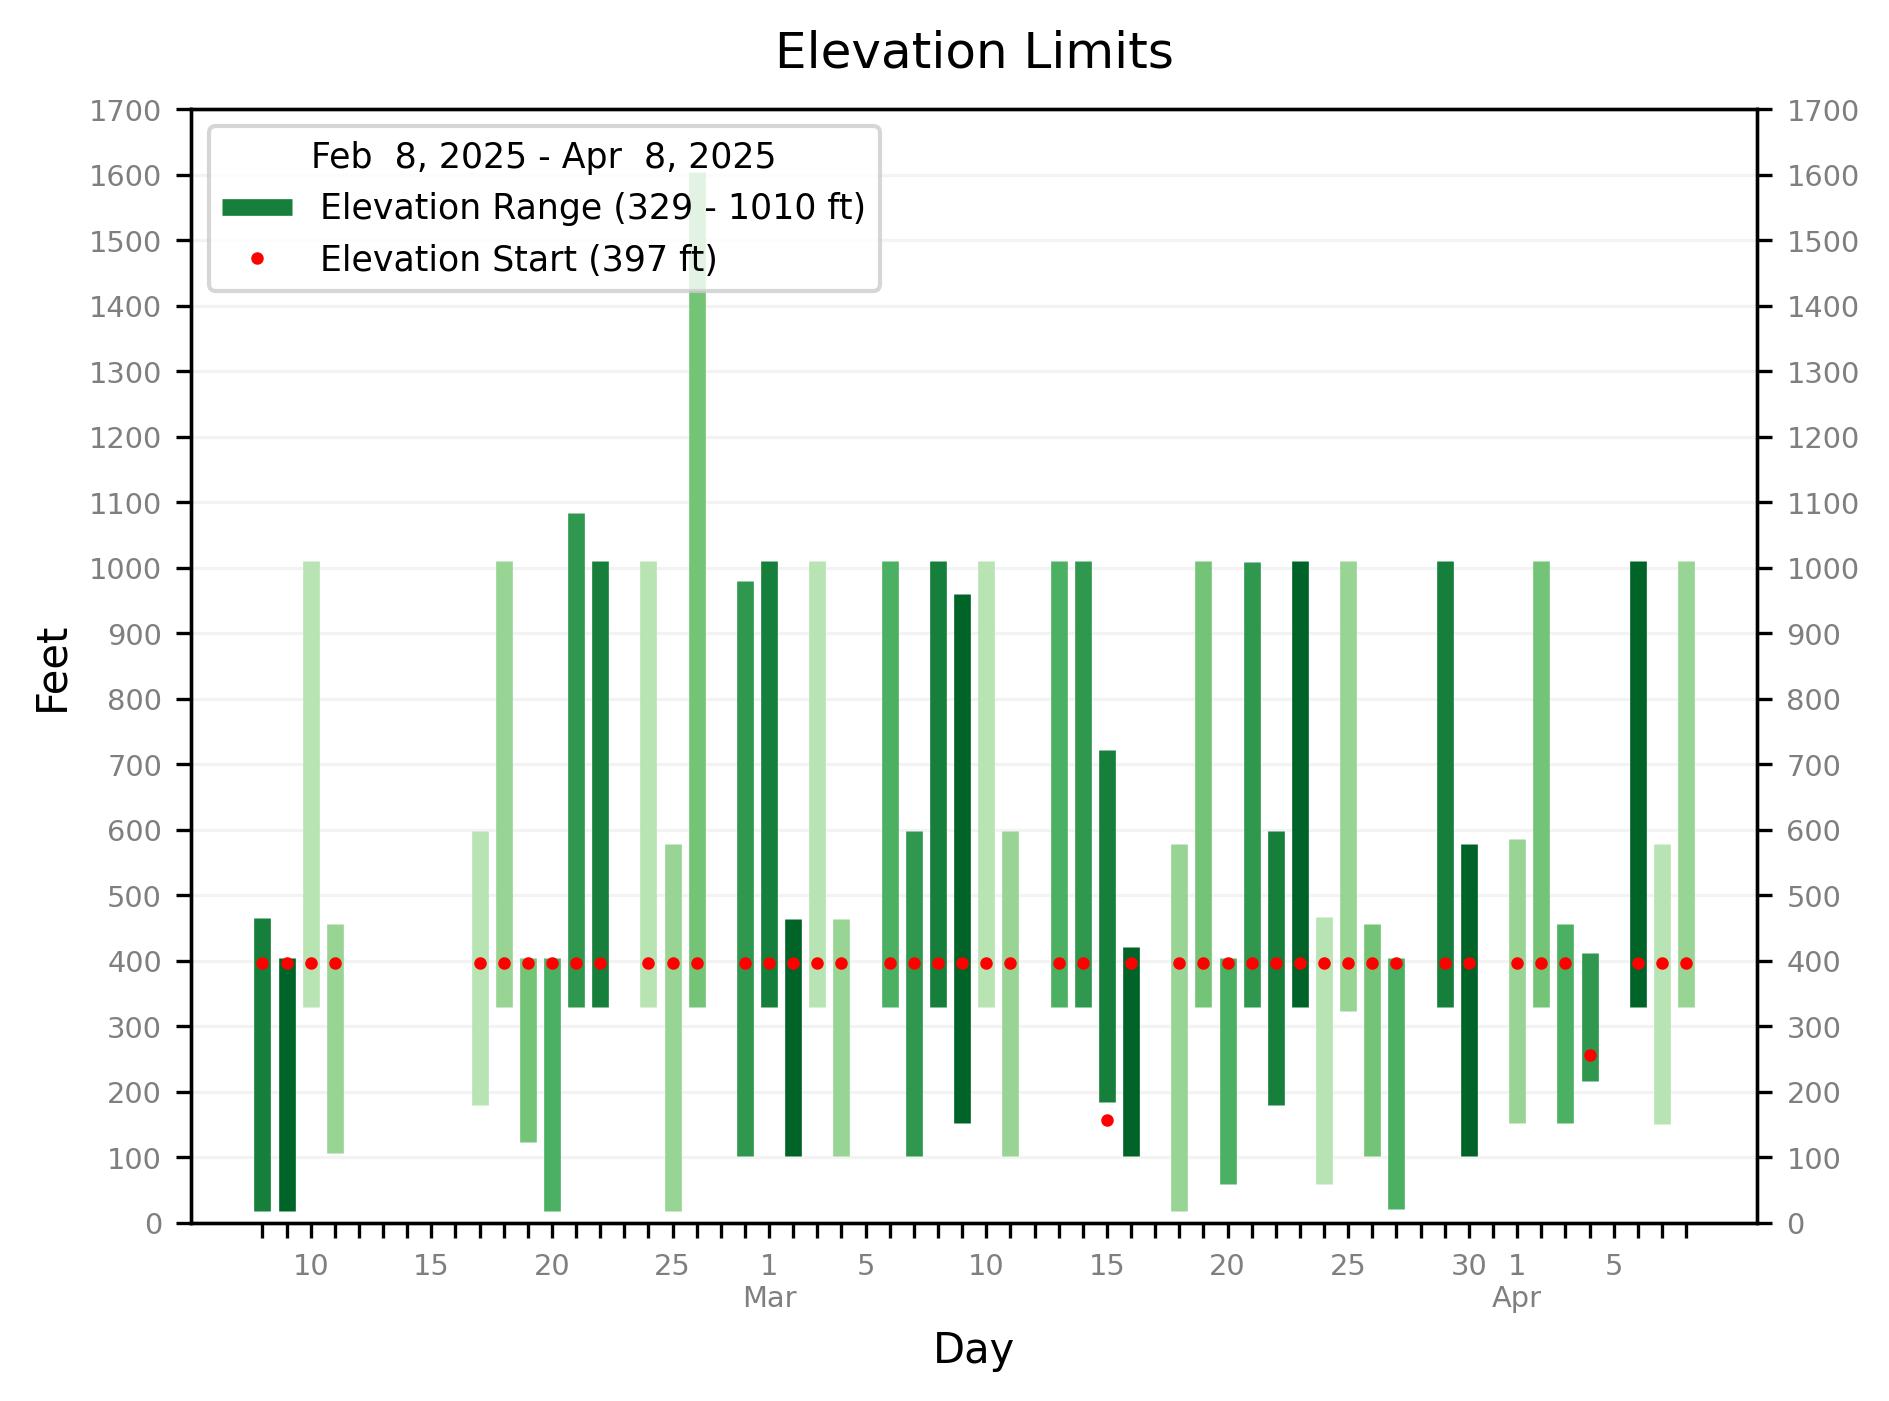 Elevation Limits
Feb  8, 2025 - Apr  8, 2025
Elevation Range (329 - 1010 ft)
Elevation Start (397 ft)
1700 1700
1600 1600
1500 1500
1400 1400
1300 1300
1200 1200
1100 1100
1000 1000
900 900
800 800
700 700
600 600
500 500
400 400
300 300
200 200
100 100
0 0
Feet
10 15 20 25 1 5 10 15 20 25 30 1 5
Mar Apr
Day